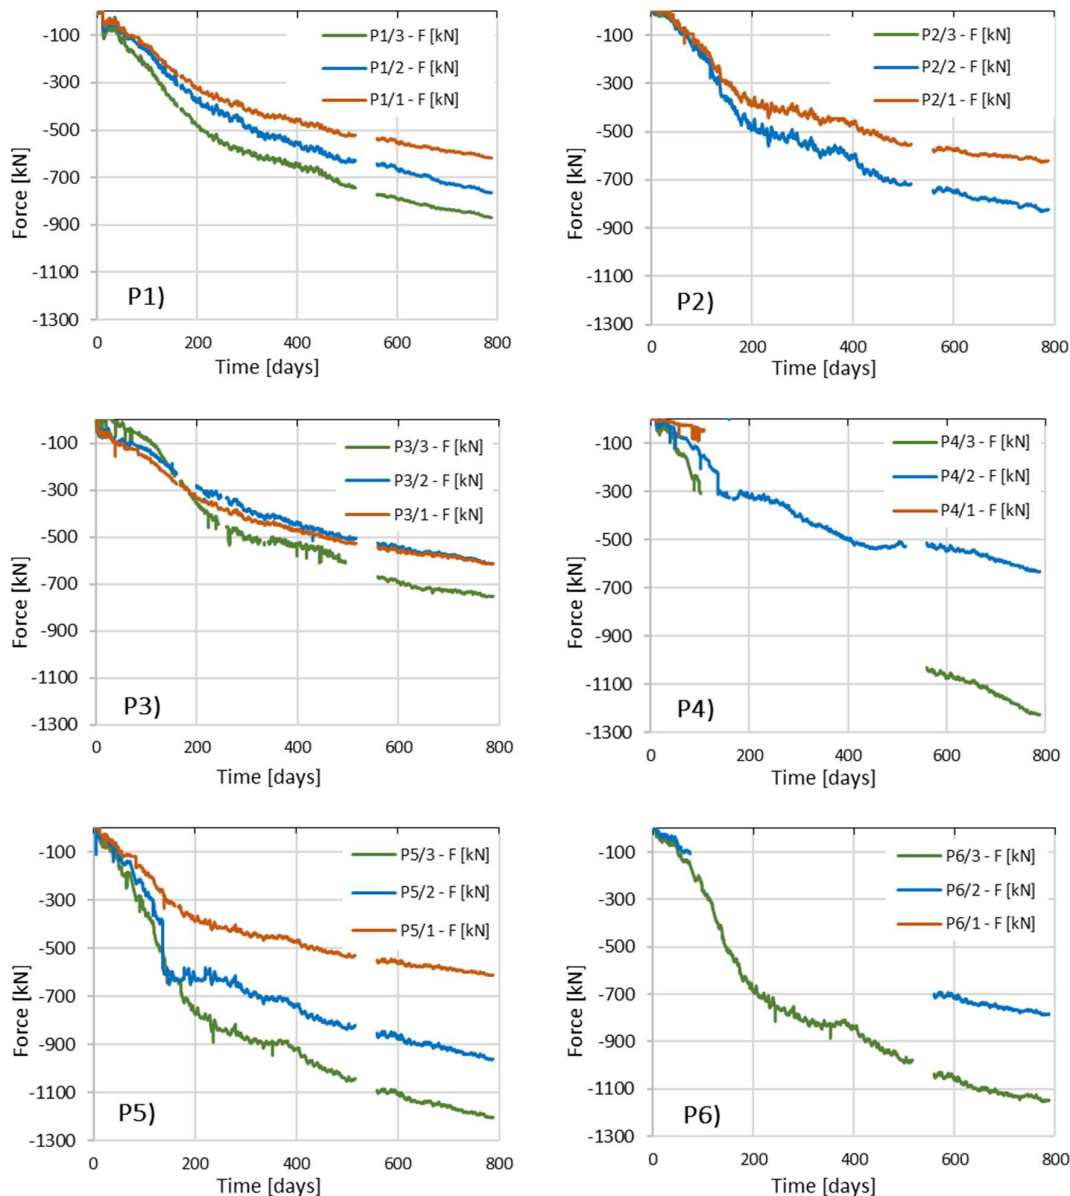 -100
-300
-500
-700
-900
-1100
-1300
Force [kN]
P1/3 - F [kN]
P1/2 - F [kN]
P1/1 - F [kN]
P1)
0 200 400 600 800
Time [days]
-100
-300
-500
-700
-900
-1100
-1300
Force [kN]
P2/3 - F [kN]
P2/2 - F [kN]
P2/1 - F [kN]
P2)
0 200 400 600 800
Time [days]
-100
-300
-500
-700
-900
-1100
-1300
Force [kN]
P3/3 - F [kN]
P3/2 - F [kN]
P3/1 - F [kN]
P3)
0 200 400 600 800
Time [days]
-100
-300
-500
-700
-900
-1100
-1300
Force [kN]
P4/3 - F [kN]
P4/2 - F [kN]
P4/1 - F [kN]
P4)
0 200 400 600 800
Time [days]
-100
-300
-500
-700
-900
-1100
-1300
Force [kN]
P5/3 - F [kN]
P5/2 - F [kN]
P5/1 - F [kN]
P5)
0 200 400 600 800
Time [days]
-100
-300
-500
-700
-900
-1100
-1300
Force [kN]
P6/3 - F [kN]
P6/2 - F [kN]
P6/1 - F [kN]
P6)
0 200 400 600 800
Time [days]